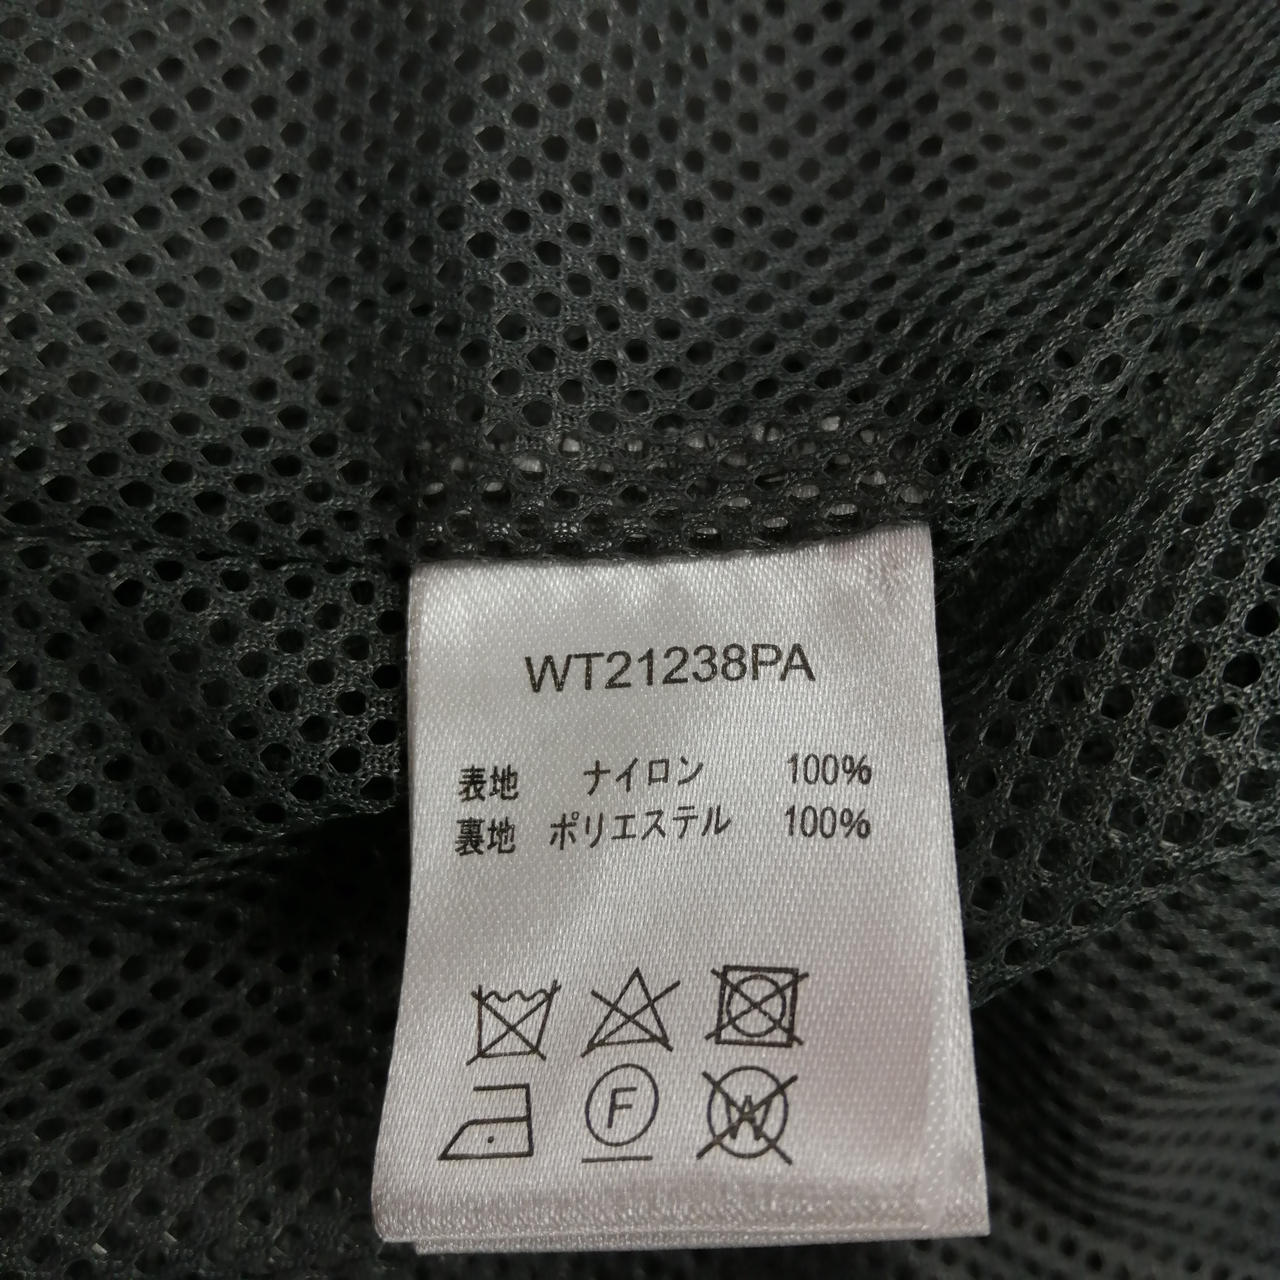 WT21238PA
表地 ナイロン 100%
裏地 ポリエステル 100%
F
W